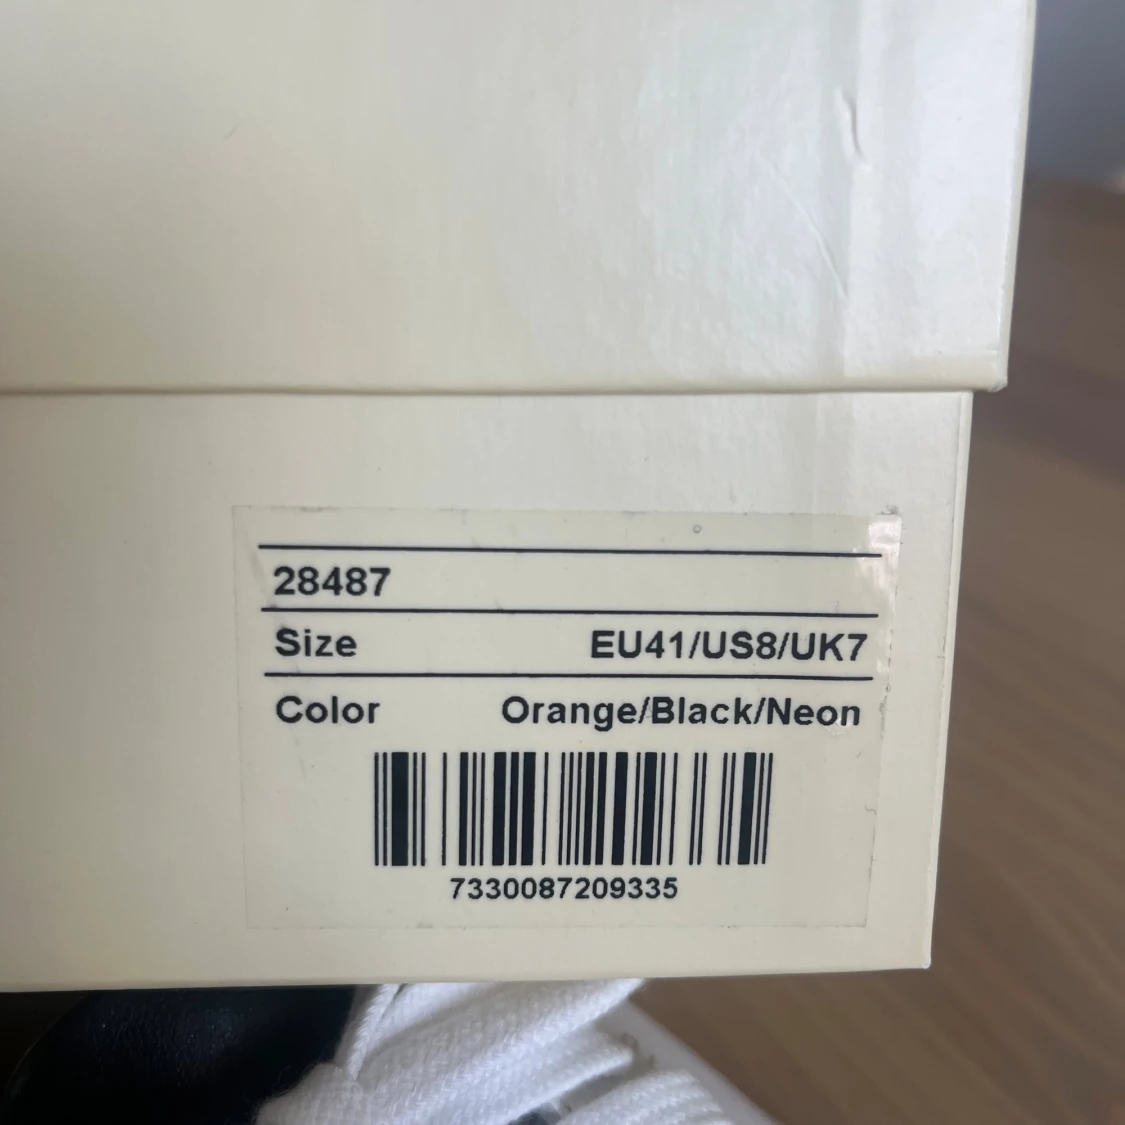 28487
Size EU41/US8/UK7
Color Orange/Black/Neon
7330087209335